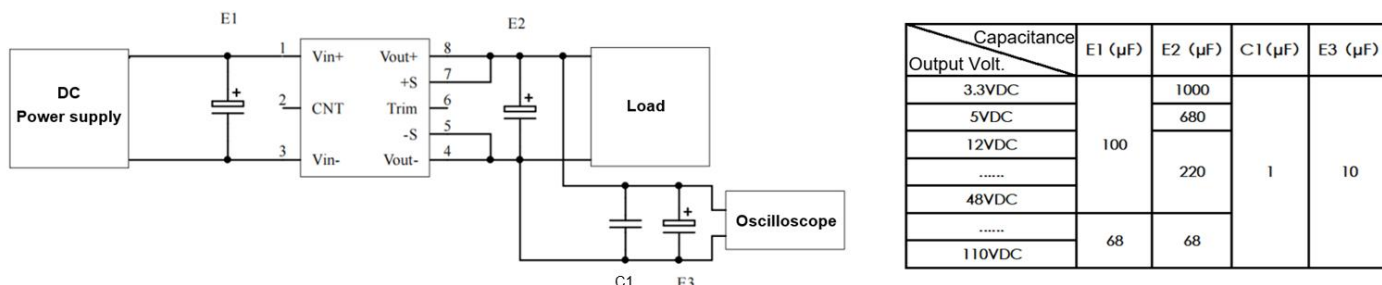 E1
E2
DC
Power supply
1
2
3
Vin+
CNT
Vin-
Vout+
+S
Trim
-S
Vout-
8
7
6
5
4
+
+
Load
+
Oscilloscope
C1
E3
Capacitance
Output Volt.
E1 (μF) E2 (μF) C1(μF) E3 (μF)
3.3VDC 1000
5VDC 680
12VDC
100
...... 220 1 10
48VDC
......
68 68
110VDC